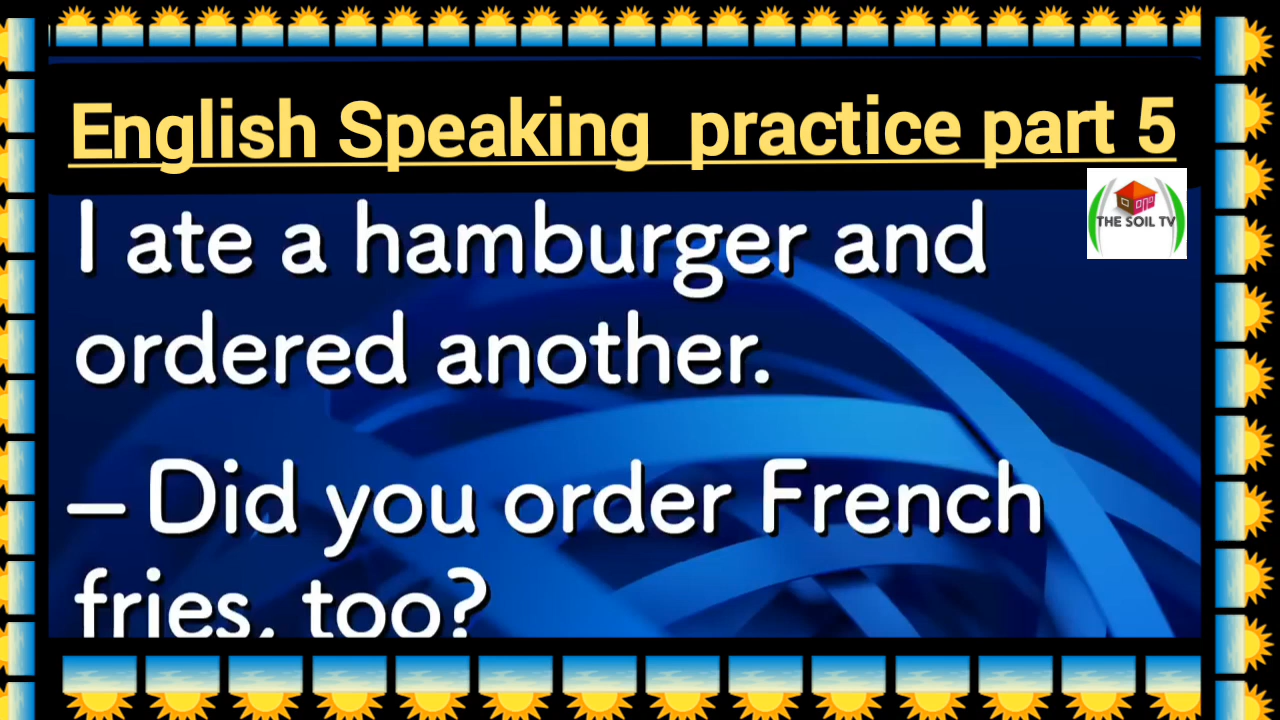 English Speaking practice part 5
THE SOIL TV
I ate a hamburger and
ordered another.
– Did you order French
fries, too?